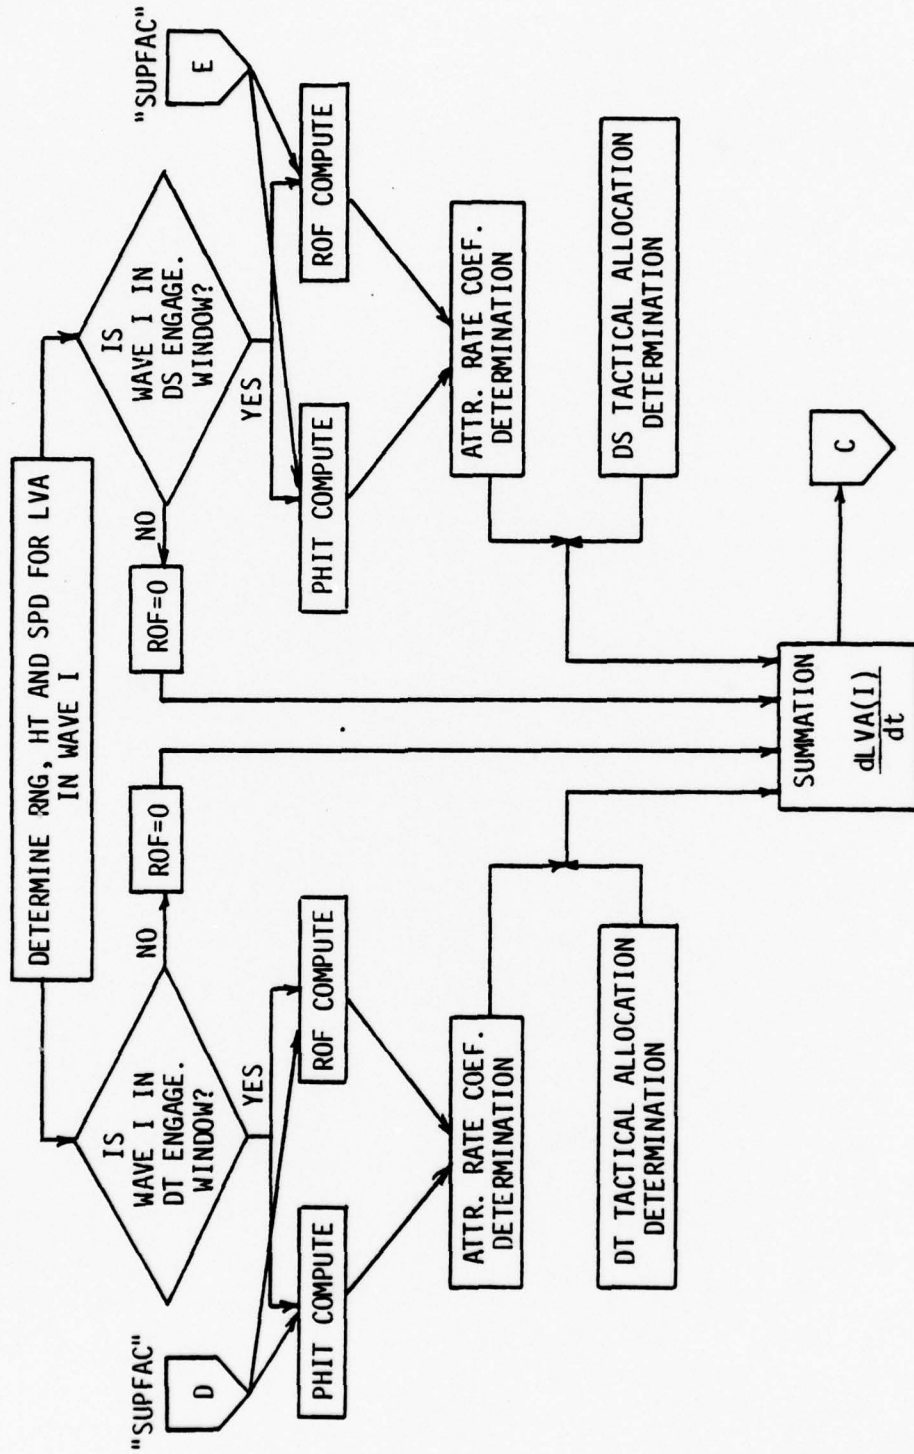 DETERMINE RNG, HT AND SPD FOR LVA
IN WAVE I
"SUPFAC"
D
IS
WAVE I IN
DT ENGAGE.
WINDOW?
NO
ROF=0
YES
PHIT COMPUTE
ROF COMPUTE
ATTR. RATE COEF.
DETERMINATION
DT TACTICAL ALLOCATION
DETERMINATION
IS
WAVE I IN
DS ENGAGE.
WINDOW?
NO
ROF=0
YES
"SUPFAC"
E
PHIT COMPUTE
ROF COMPUTE
ATTR. RATE COEF.
DETERMINATION
DS TACTICAL ALLOCATION
DETERMINATION
SUMMATION
dLVA(I)
dt
C